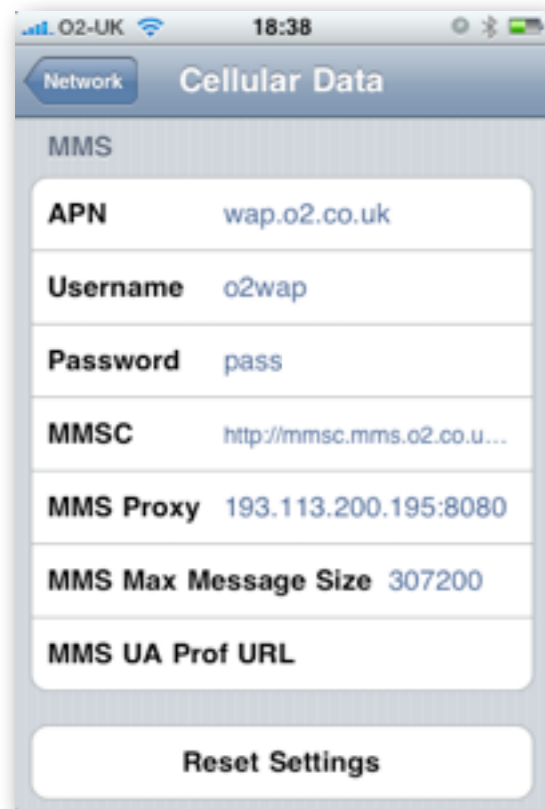 O2-UK 18:38
Network Cellular Data
MMS
APN wap.o2.co.uk
Username o2wap
Password pass
MMSC http://mmsc.mms.o2.co.u...
MMS Proxy 193.113.200.195:8080
MMS Max Message Size 307200
MMS UA Prof URL
Reset Settings